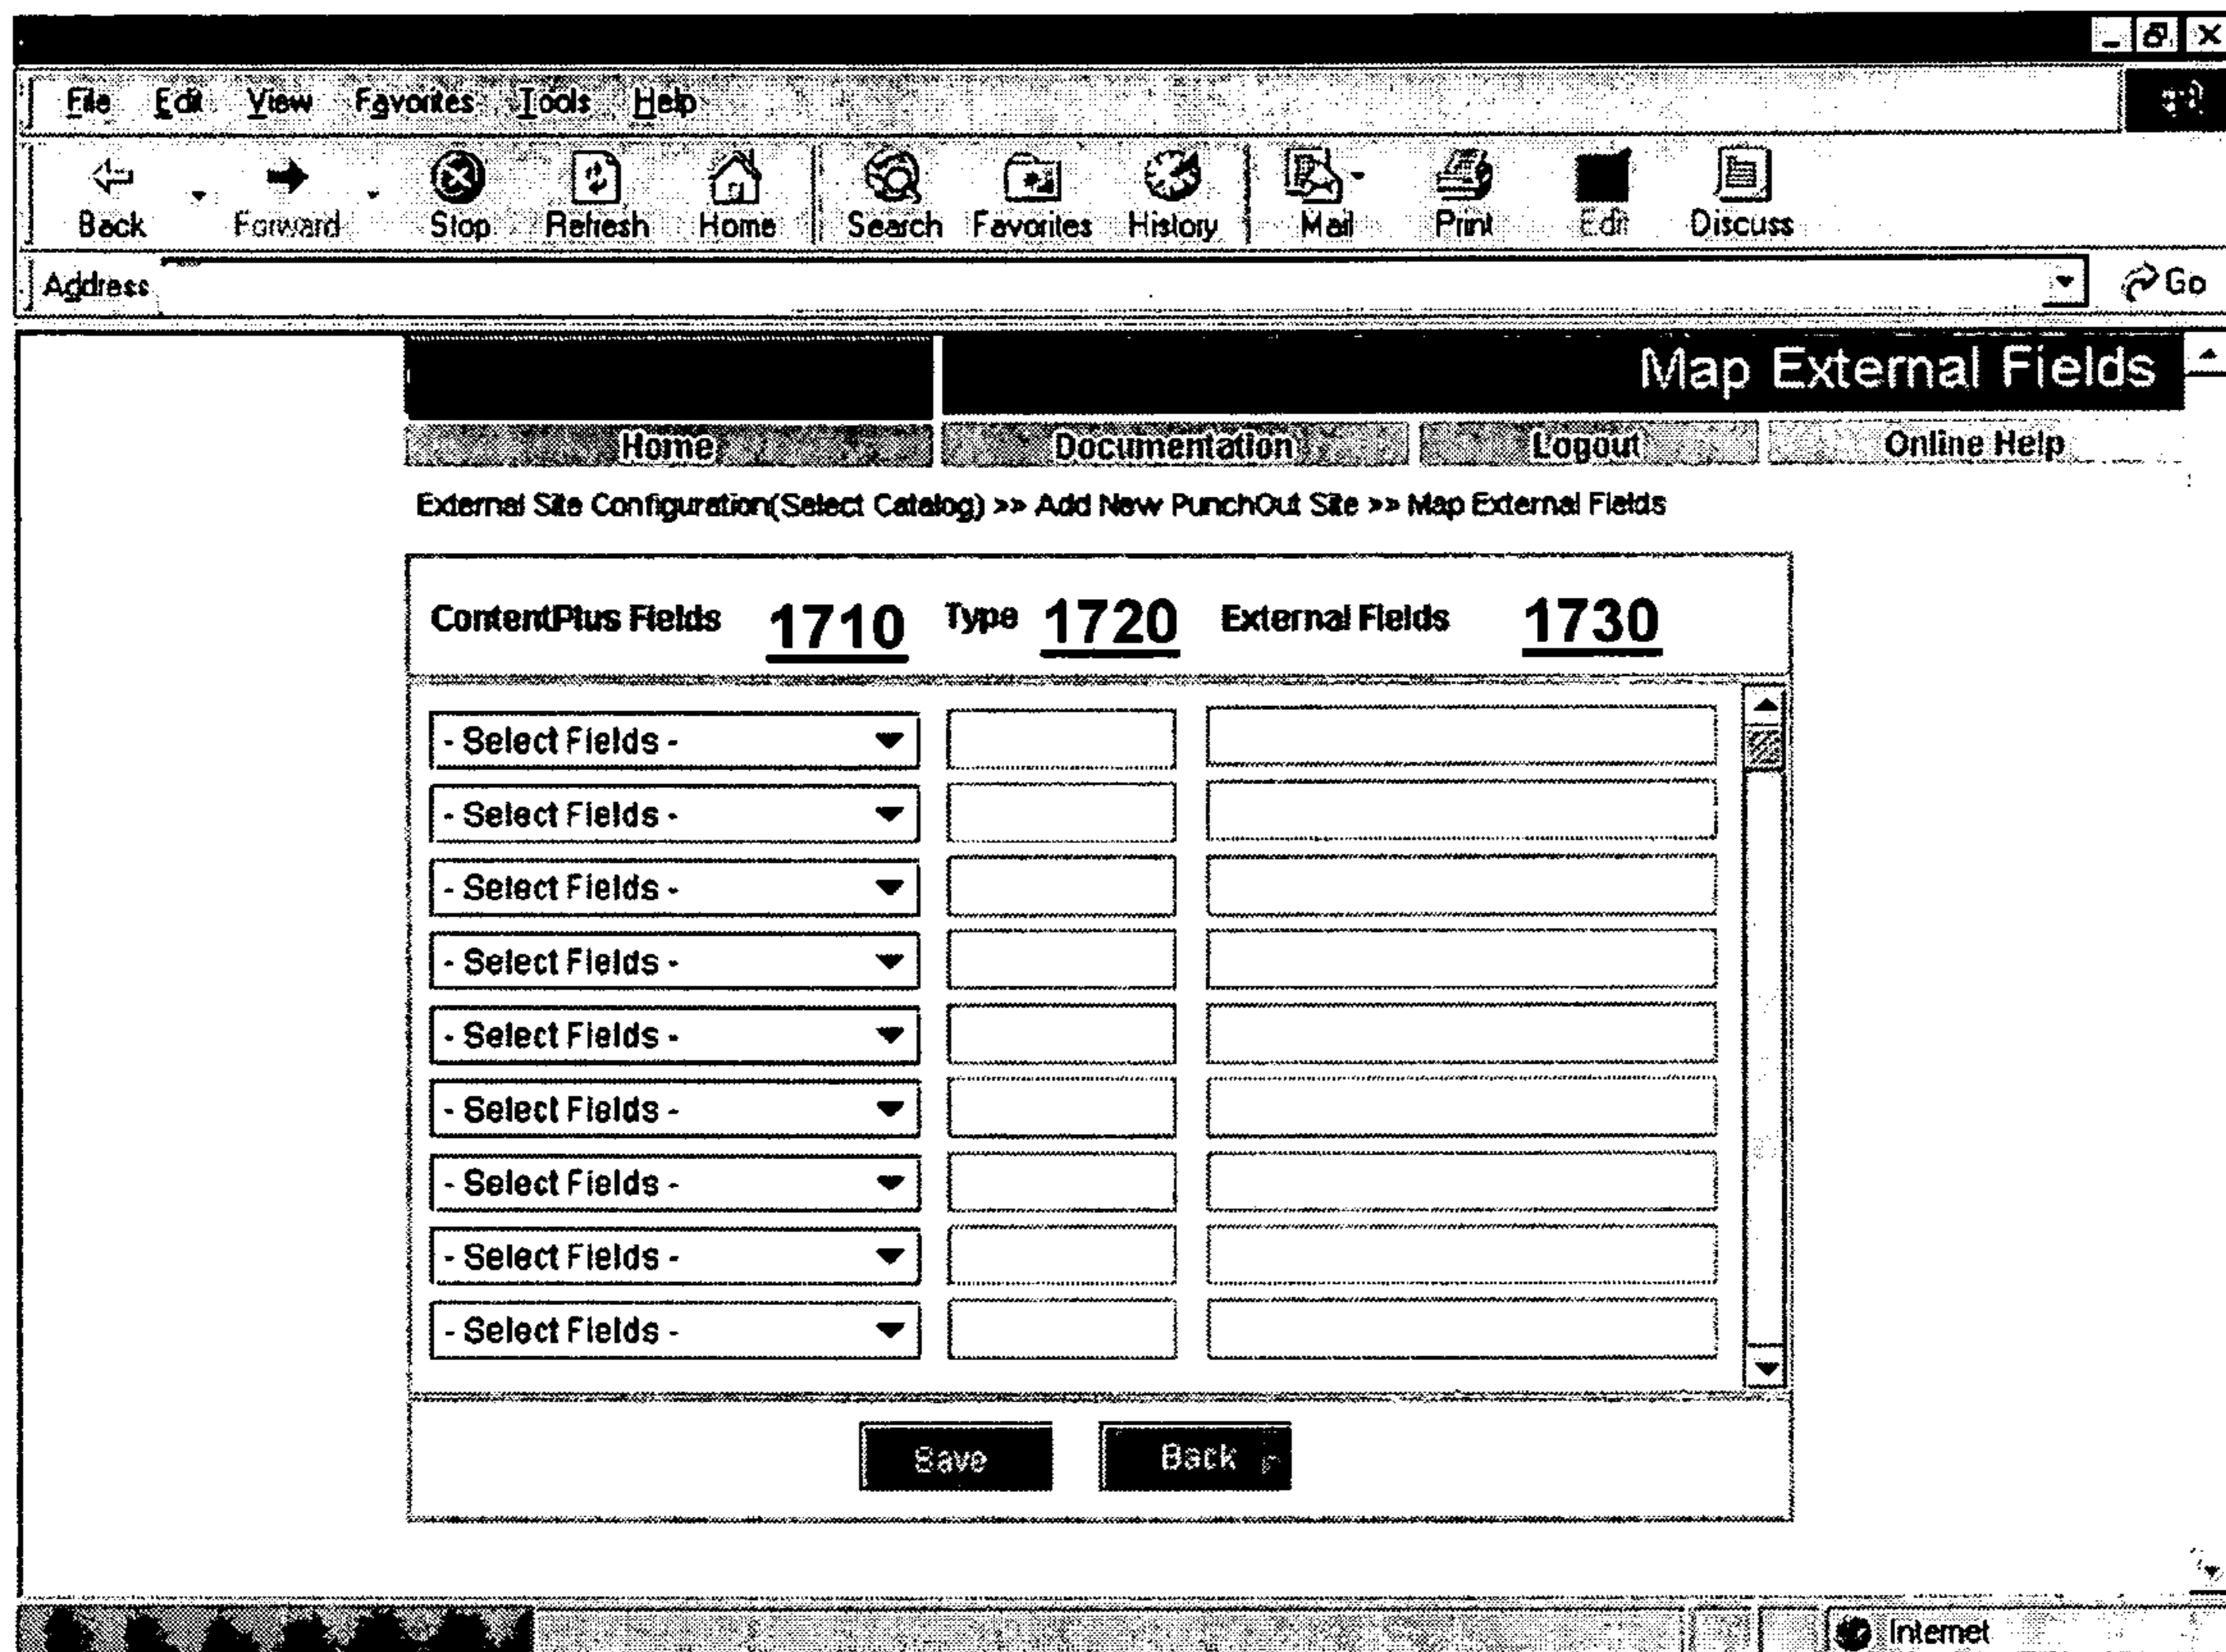 File Edit View Favorites Tools Help
Back Forward Stop Refresh Home Search Favorites History Mail Print Edit Discuss
Address Go
Map External Fields
Home Documentation Logout Online Help
External Site Configuration(Select Catalog) >> Add New PunchOut Site >> Map External Fields
ContentPlus Fields 1710 Type 1720 External Fields 1730
- Select Fields -
- Select Fields -
- Select Fields -
- Select Fields -
- Select Fields -
- Select Fields -
- Select Fields -
- Select Fields -
- Select Fields -
Save Back
Internet